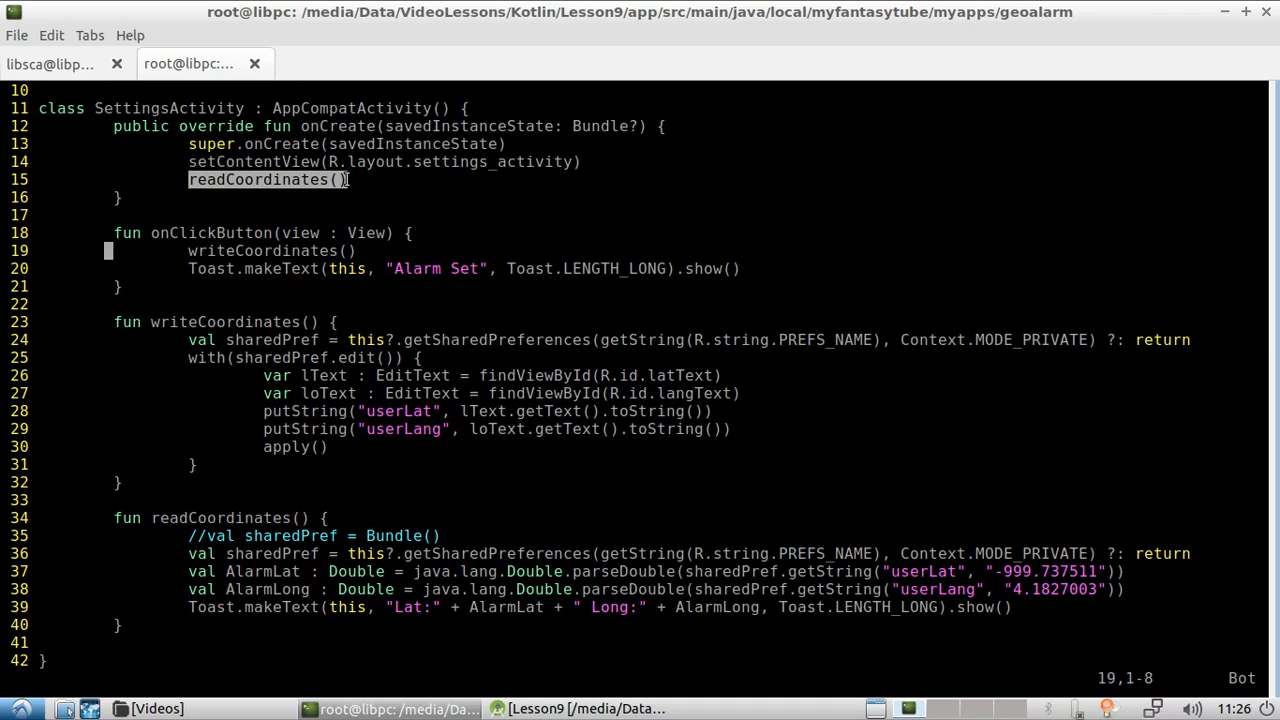 root@libpc: /media/Data/VideoLessons/Kotlin/Lesson9/app/src/main/java/local/myfantasytube/myapps/geoalarm
File Edit Tabs Help
libsca@libp... root@libpc:...
10
11 class SettingsActivity : AppCompatActivity() {
12 public override fun onCreate(savedInstanceState: Bundle?) {
13 super.onCreate(savedInstanceState)
14 setContentView(R.layout.settings_activity)
15 readCoordinates()
16 }
17
18 fun onClickButton(view : View) {
19 writeCoordinates()
20 Toast.makeText(this, "Alarm Set", Toast.LENGTH_LONG).show()
21 }
22
23 fun writeCoordinates() {
24 val sharedPref = this?.getSharedPreferences(getString(R.string.PREFS_NAME), Context.MODE_PRIVATE) ?: return
25 with(sharedPref.edit()) {
26 var lText : EditText = findViewById(R.id.latText)
27 var loText : EditText = findViewById(R.id.langText)
28 putString("userLat", lText.getText().toString())
29 putString("userLang", loText.getText().toString())
30 apply()
31 }
32 }
33
34 fun readCoordinates() {
35 //val sharedPref = Bundle()
36 val sharedPref = this?.getSharedPreferences(getString(R.string.PREFS_NAME), Context.MODE_PRIVATE) ?: return
37 val AlarmLat : Double = java.lang.Double.parseDouble(sharedPref.getString("userLat", "-999.737511"))
38 val AlarmLong : Double = java.lang.Double.parseDouble(sharedPref.getString("userLang", "4.1827003"))
39 Toast.makeText(this, "Lat:" + AlarmLat + " Long:" + AlarmLong, Toast.LENGTH_LONG).show()
40 }
41
42 }
19,1-8 Bot
[Videos] root@libpc: /media/Da... [Lesson9 [/media/Data... 11:26